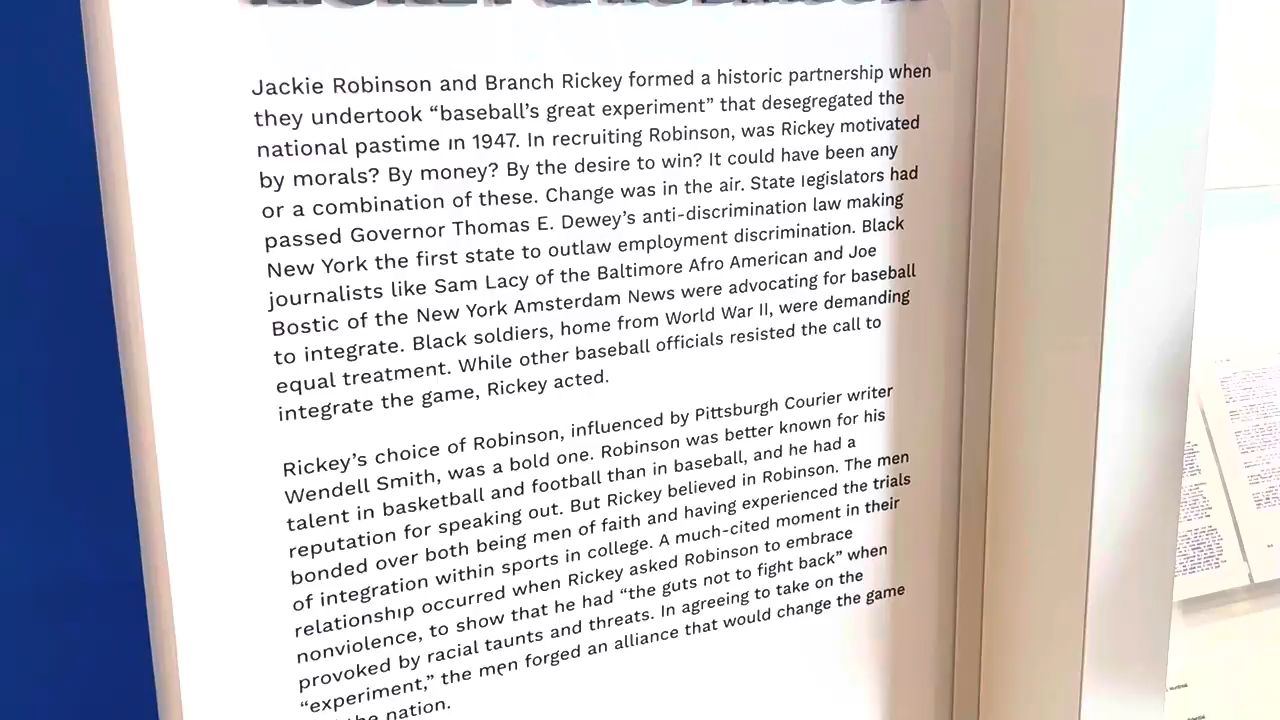 Jackie Robinson and Branch Rickey formed a historic partnership when
they undertook “baseball’s great experiment” that desegregated the
national pastime in 1947. In recruiting Robinson, was Rickey motivated
by morals? By money? By the desire to win? It could have been any
or a combination of these. Change was in the air. State legislators had
passed Governor Thomas E. Dewey’s anti-discrimination law making
New York the first state to outlaw employment discrimination. Black
journalists like Sam Lacy of the Baltimore Afro American and Joe
Bostic of the New York Amsterdam News were advocating for baseball
to integrate. Black soldiers, home from World War II, were demanding
equal treatment. While other baseball officials resisted the call to
integrate the game, Rickey acted.
Rickey’s choice of Robinson, influenced by Pittsburgh Courier writer
Wendell Smith, was a bold one. Robinson was better known for his
talent in basketball and football than in baseball, and he had a
reputation for speaking out. But Rickey believed in Robinson. The men
bonded over both being men of faith and having experienced the trials
of integration within sports in college. A much-cited moment in their
relationship occurred when Rickey asked Robinson to embrace
nonviolence, to show that he had “the guts not to fight back” when
provoked by racial taunts and threats. In agreeing to take on the
“experiment,” the men forged an alliance that would change the game
the nation.